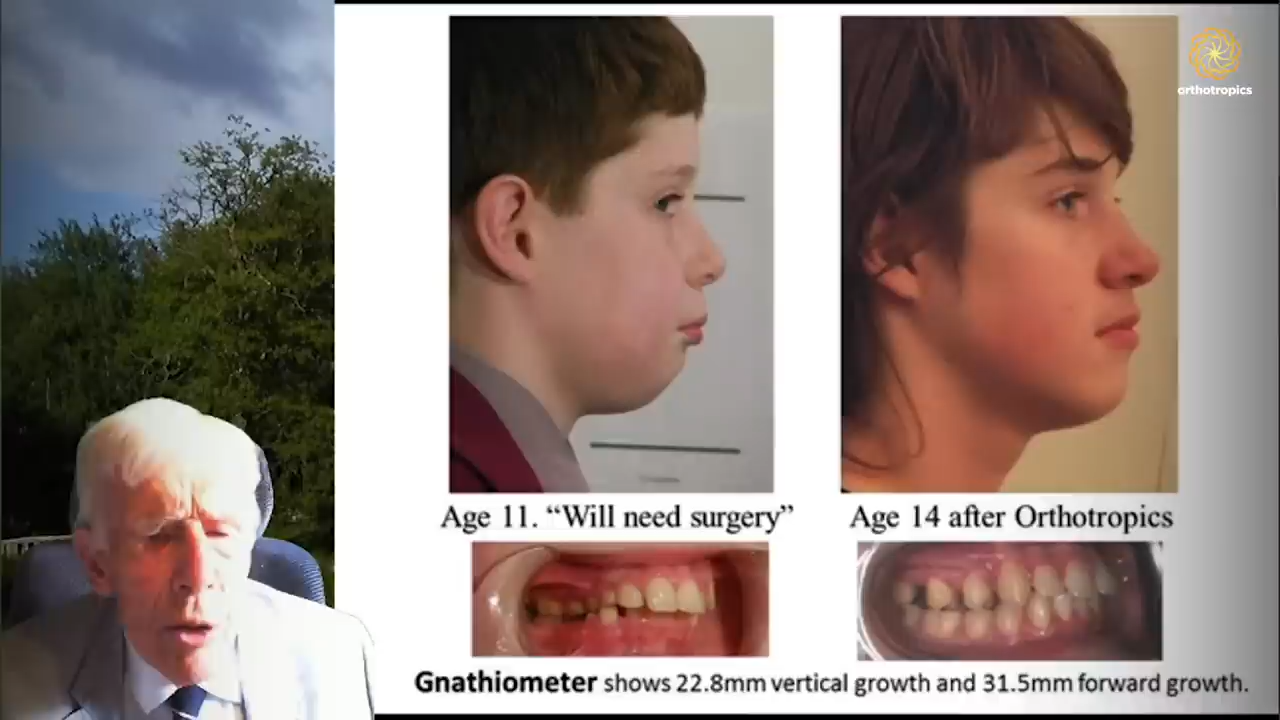 orthotropics
Age 11. “Will need surgery”
Age 14 after Orthotropics
Gnathiometer shows 22.8mm vertical growth and 31.5mm forward growth.